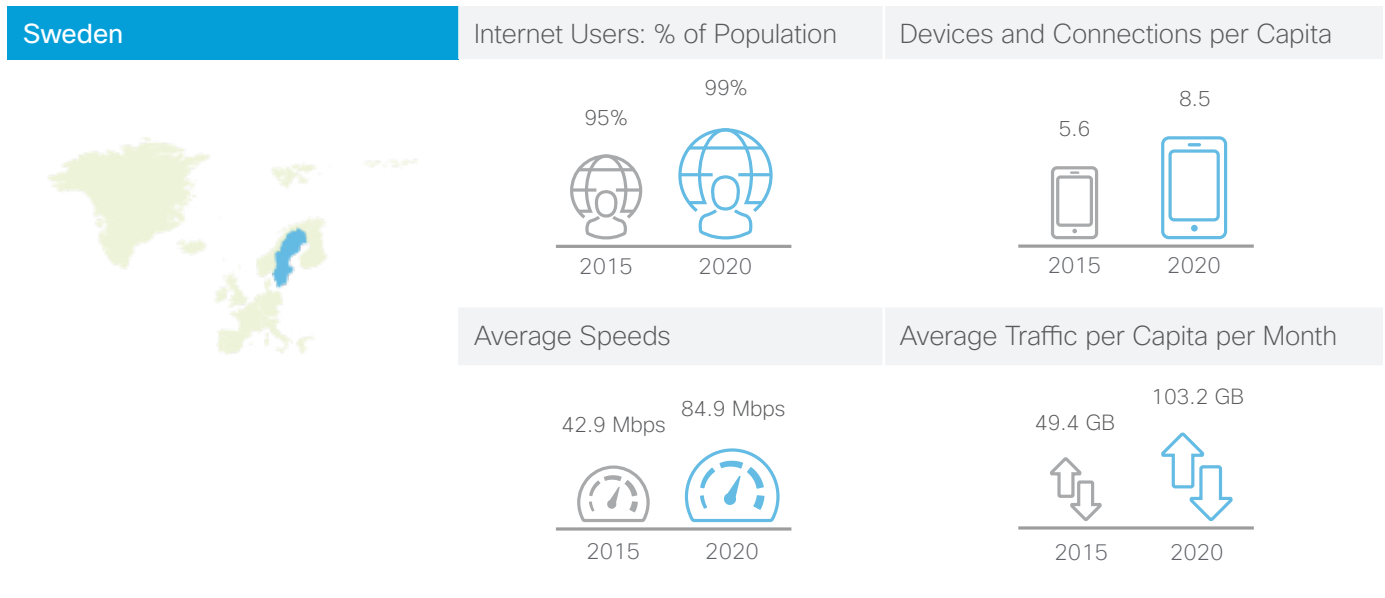 Sweden
Internet Users: % of Population
Devices and Connections per Capita
95%
99%
2015
2020
5.6
8.5
2015
2020
Average Speeds
Average Traffic per Capita per Month
42.9 Mbps
84.9 Mbps
2015
2020
49.4 GB
103.2 GB
2015
2020